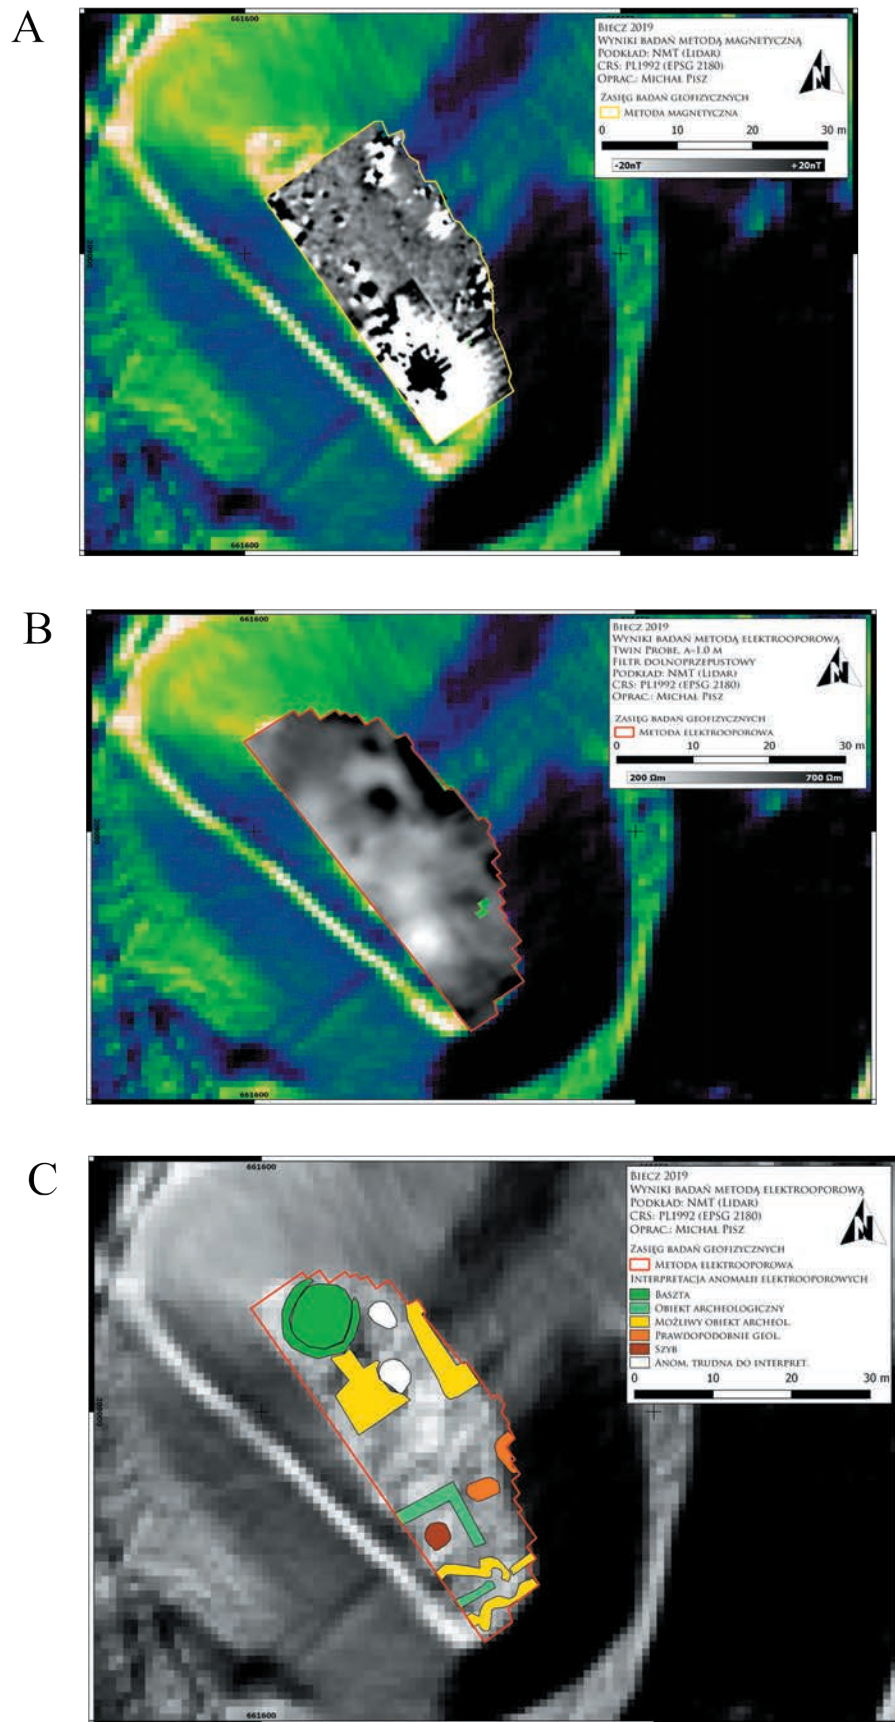 A
661600
BIECZ 2019
WYNIKI BADAŃ METODĄ MAGNETYCZNĄ
PODKŁAD: NMT (LIDAR)
CRS: PL1992 (EPSG 2180)
OPRAC.: MICHAŁ PISZ
N
ZASIĘG BADAŃ GEOFIZYCZNYCH
METODA MAGNETYCZNA
0 10 20 30 m
-20nT +20nT
661600
B
661600
BIECZ 2019
WYNIKI BADAŃ METODĄ ELEKTROOPOROWĄ
TWIN PROBE, A-1.0 M
FILTR DOLNOPRZEPUSTOWY
PODKŁAD: NMT (LIDAR)
CRS: PL1992 (EPSG 2180)
OPRAC.: MICHAŁ PISZ
N
ZASIĘG BADAŃ GEOFIZYCZNYCH
METODA ELEKTROOPOROWA
0 10 20 30 m
200 Ωm 700 Ωm
661600
C
661600
BIECZ 2019
WYNIKI BADAŃ METODĄ ELEKTROOPOROWĄ
PODKŁAD: NMT (LIDAR)
CRS: PL1992 (EPSG 2180)
OPRAC.: MICHAŁ PISZ
N
ZASIĘG BADAŃ GEOFIZYCZNYCH
METODA ELEKTROOPOROWA
INTERPRETACJA ANOMALII ELEKTROOPOROWYCH
BASZTA
OBIEKT ARCHEOLOGICZNY
MOŻLIWY OBIEKT ARCHEOL.
PRAWDOPODOBNIE GEOL.
SZYB
ANOM. TRUDNA DO INTERPRET.
0 10 20 30 m
661600